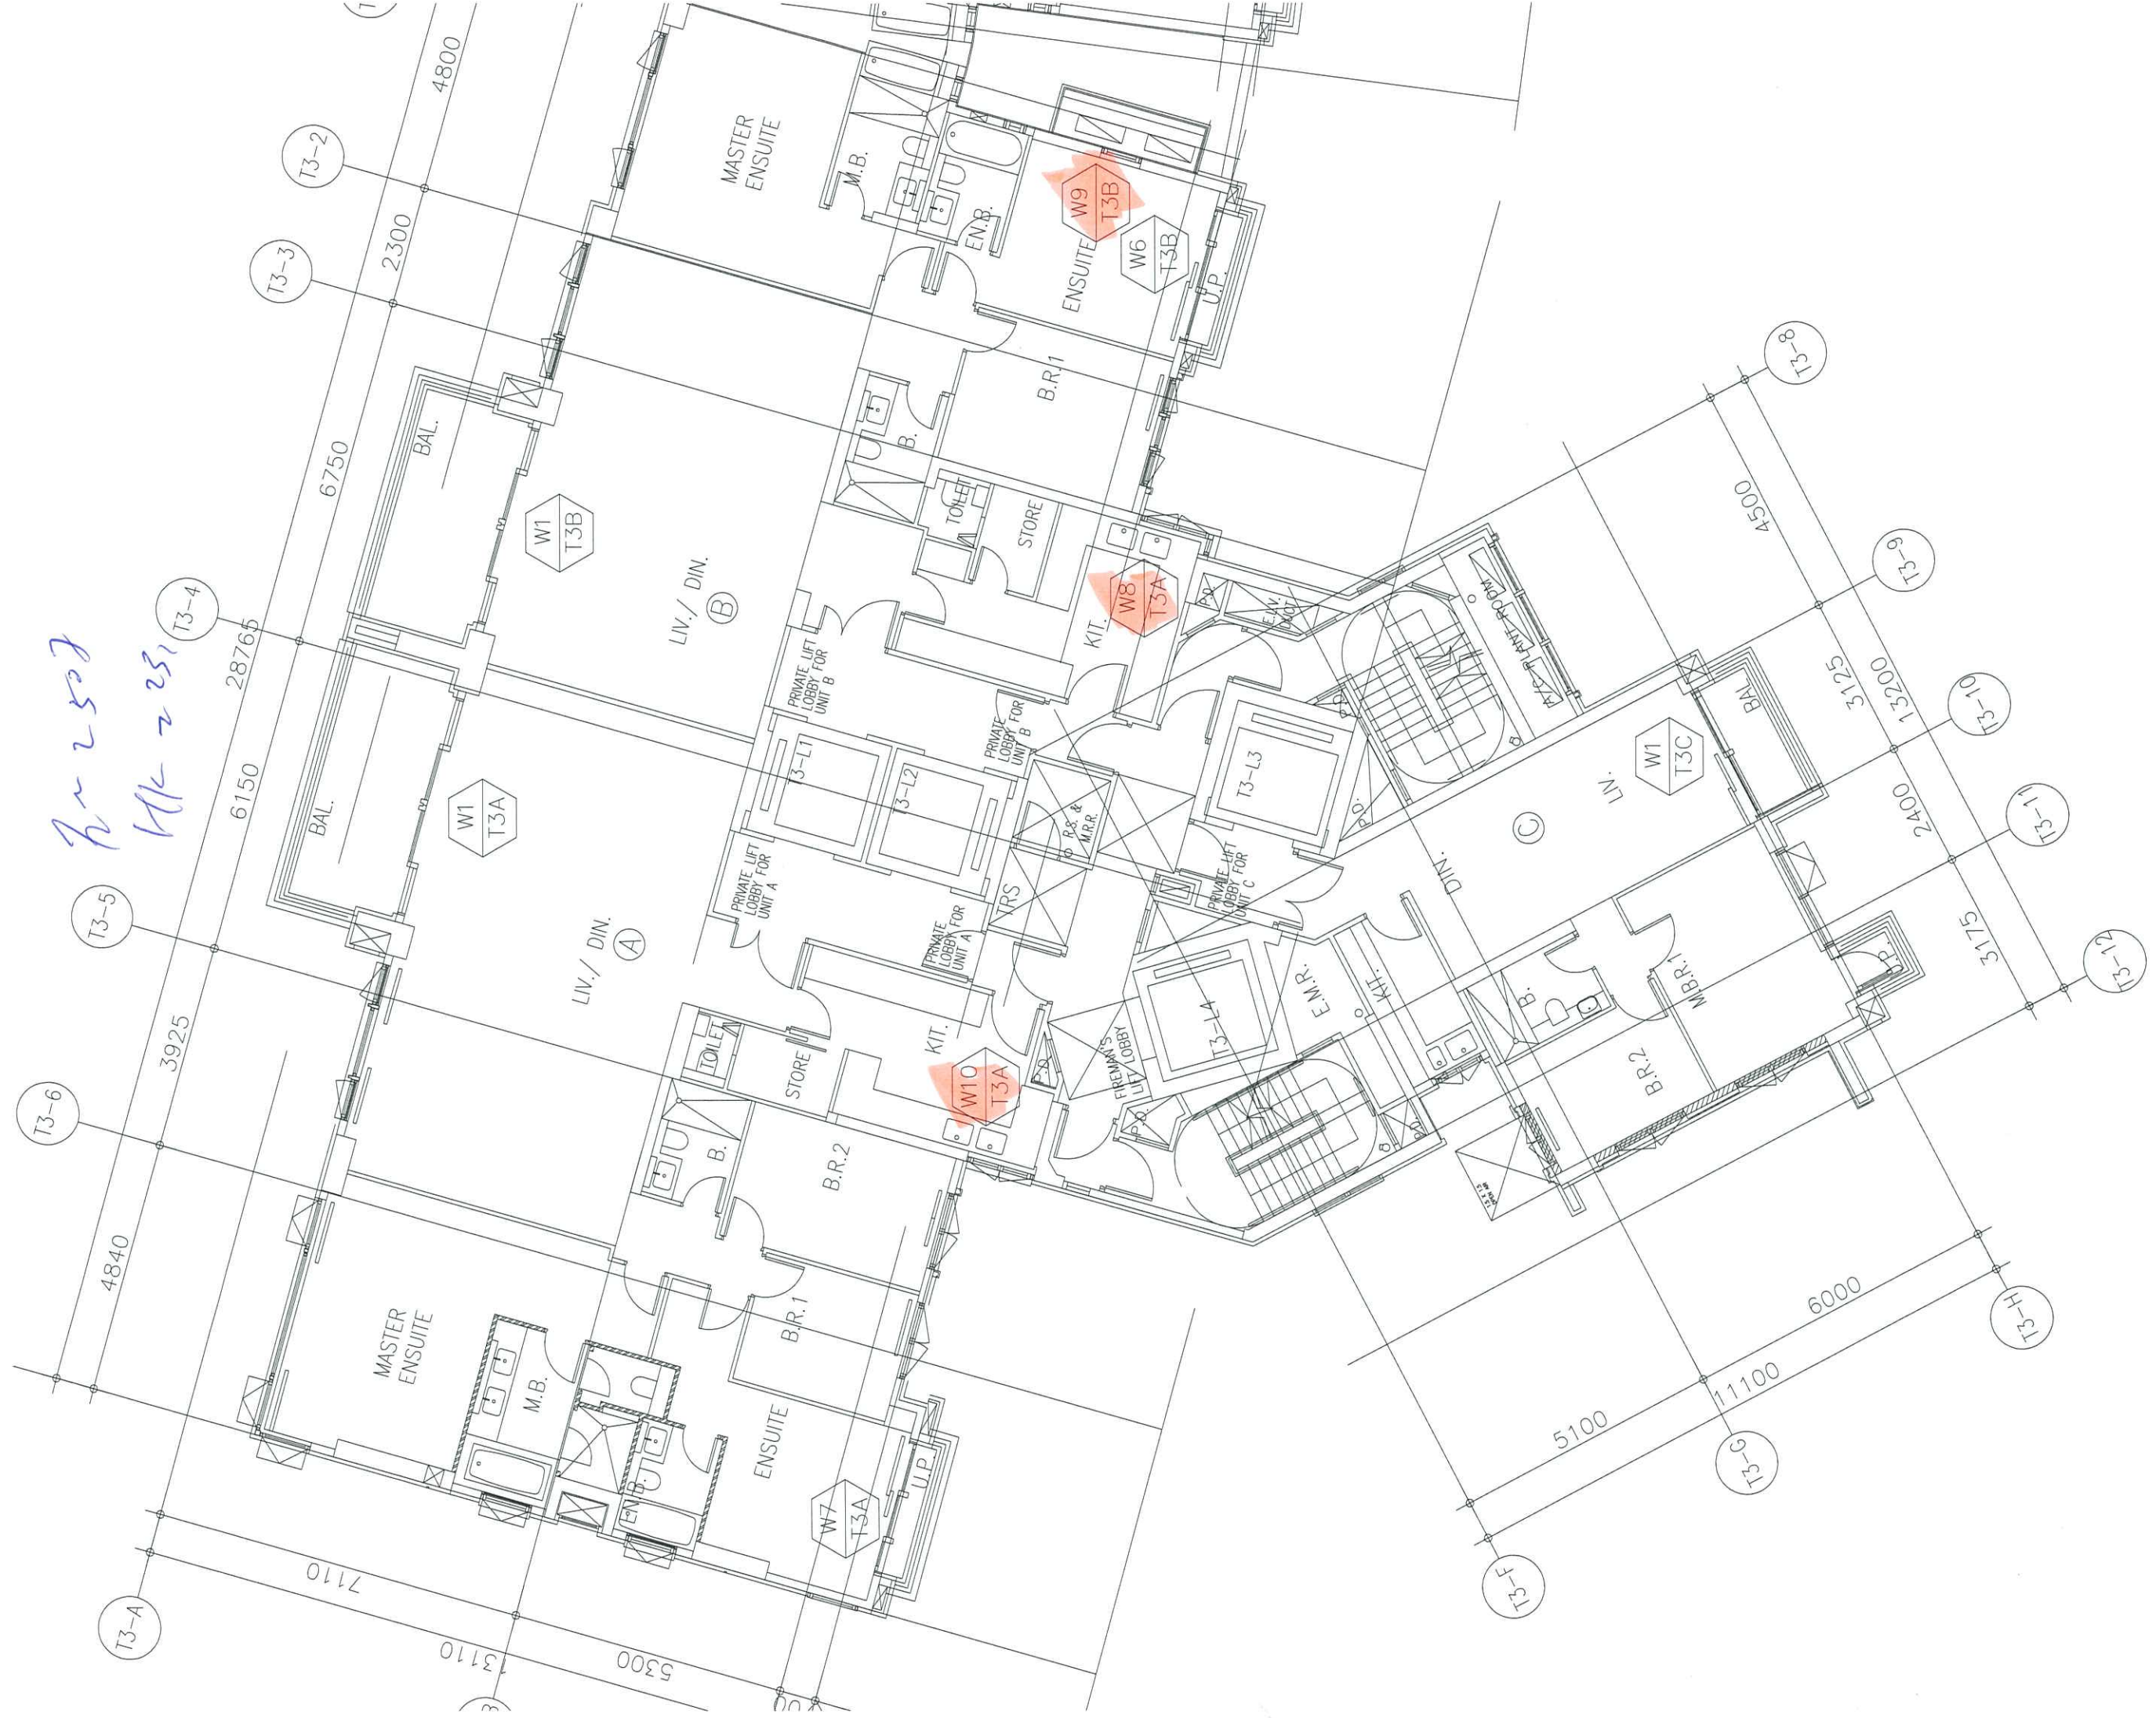 T3-2
4800
T3-3
2300
T3-4
28765
6750
6150
T3-5
3925
T3-6
4840
MASTER
ENSUITE
M.B.
EN.B.
ENSUITE
W9
T3B
W6
T3B
U.P.
B.R.1
B.
TOILET
STORE
BAL.
W1
T3B
LIV./ DIN.
B
PRIVATE LIFT
LOBBY FOR
UNIT B
KIT.
W8
T3A
P.D.
PRIVATE
LOBBY FOR
UNIT B
BAL.
W1
T3A
LIV./ DIN.
A
T3-L1
T3-L2
T3-L3
R.S. &
M.R.R.
TRS
PRIVATE LIFT
LOBBY FOR
UNIT A
PRIVATE
LOBBY FOR
UNIT A
PRIVATE LIFT
LOBBY FOR
UNIT C
P.D.
P.D.
A/C PLANT ROOM
TOILET
STORE
KIT.
W10
T3A
P.D.
FIREMAN'S
LIFT LOBBY
T3-L4
E.M.R.
KIT.
P.D.
P.D.
B.
B.R.2
B.R.1
MASTER
ENSUITE
M.B.
EN.B.
ENSUITE
W7
T3A
U.P.
DIN.
C
LIV.
W1
T3C
BAL.
B.
M.B.R.1
B.R.2
U.P.
1.5 X 1.5
OPEN AIR
T3-8
4500
T3-9
3125
13200
T3-10
2400
T3-11
3175
T3-12
T3-H
6000
11100
T3-G
5100
T3-F
T3-A
7110
13110
5300